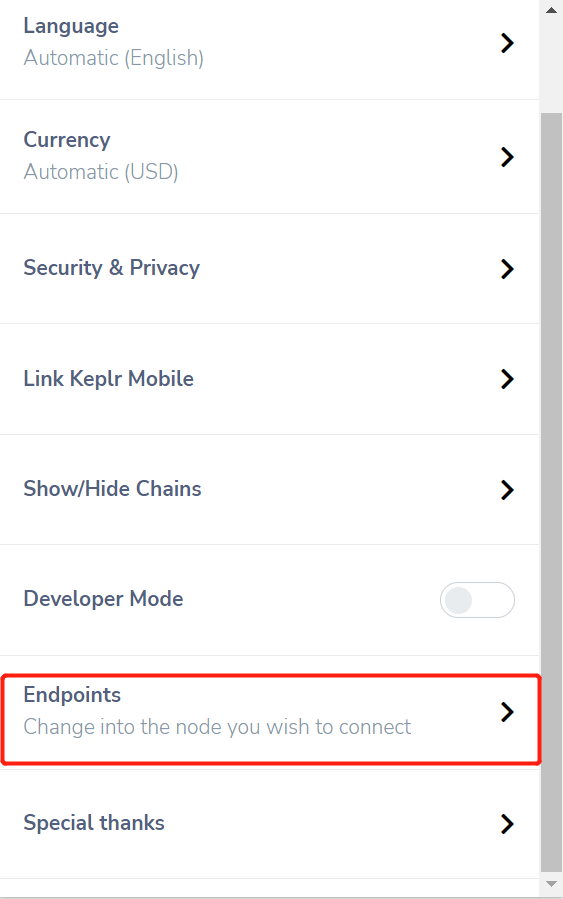 Language
Automatic (English)
Currency
Automatic (USD)
Security & Privacy
Link Keplr Mobile
Show/Hide Chains
Developer Mode
Endpoints
Change into the node you wish to connect
Special thanks